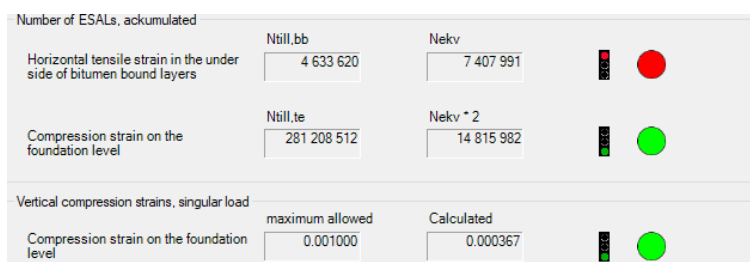 Number of ESALs, ackumulated
Ntill,bb Nekv
Horizontal tensile strain in the under
side of bitumen bound layers
4 633 620 7 407 991
Ntill,te Nekv * 2
Compression strain on the
foundation level
281 208 512 14 815 982
Vertical compression strains, singular load
maximum allowed Calculated
Compression strain on the foundation
level
0.001000 0.000367